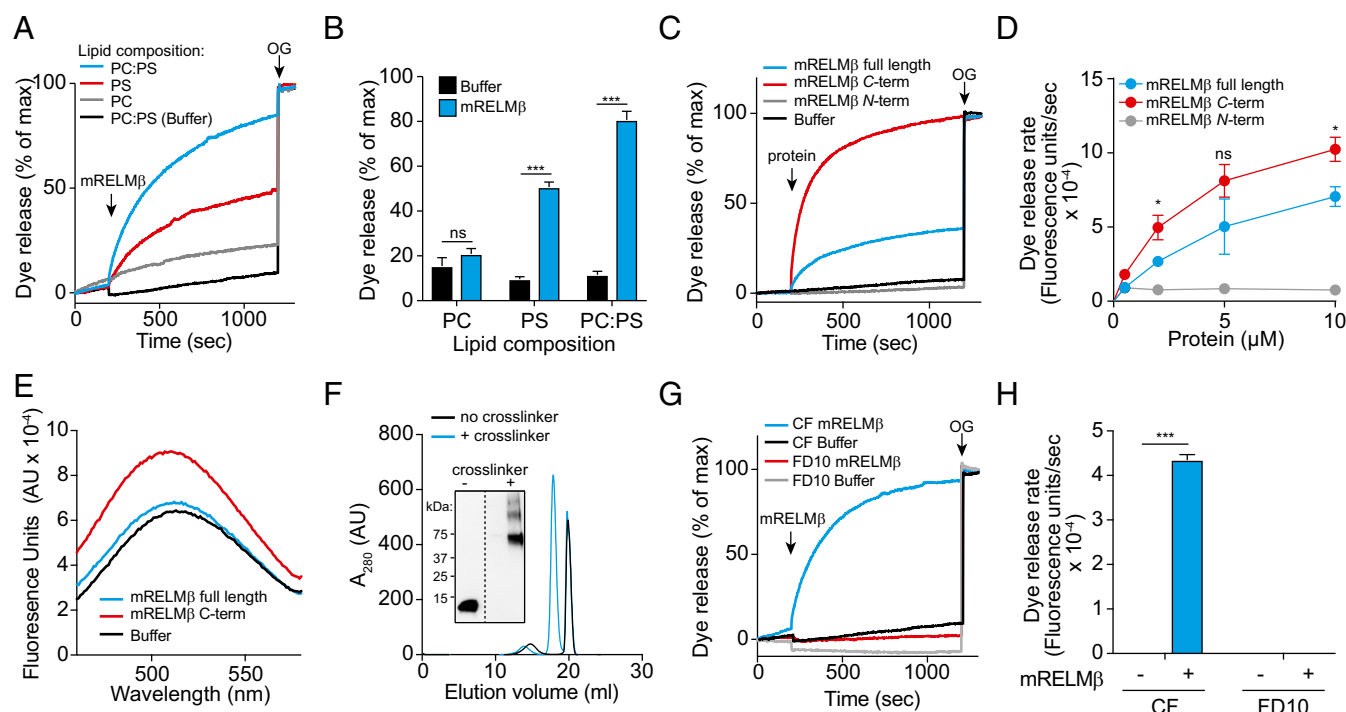 A
Lipid composition:
PC:PS
PS
PC
PC:PS (Buffer)
OG
mRELMβ
Dye release (% of max)
100
50
0
0
500
1000
Time (sec)
B
Buffer
mRELMβ
ns
***
***
Dye release (% of max)
100
80
60
40
20
0
PC
PS
PC:PS
Lipid composition
C
mRELMβ full length
mRELMβ C-term
mRELMβ N-term
Buffer
OG
protein
Dye release (% of max)
100
50
0
0
500
1000
Time (sec)
D
mRELMβ full length
mRELMβ C-term
mRELMβ N-term
*
ns
*
Dye release rate
(Fluorescence units/sec
x 10⁻⁴)
15
10
5
0
5
10
Protein (µM)
E
Fluoresence Units (AU x 10⁻⁴)
10
8
6
4
2
0
mRELMβ full length
mRELMβ C-term
Buffer
500
550
Wavelength (nm)
F
no crosslinker
+ crosslinker
A₂₈₀ (AU)
800
600
400
200
0
crosslinker
- +
kDa:
75
37
25
15
0
10
20
30
Elution volume (ml)
G
CF mRELMβ
CF Buffer
FD10 mRELMβ
FD10 Buffer
OG
mRELMβ
Dye release (% of max)
100
50
0
0
500
1000
Time (sec)
H
Dye release rate
(Fluorescence units/sec
x 10⁻⁴)
5
4
3
2
1
0
***
mRELMβ - + - +
CF FD10